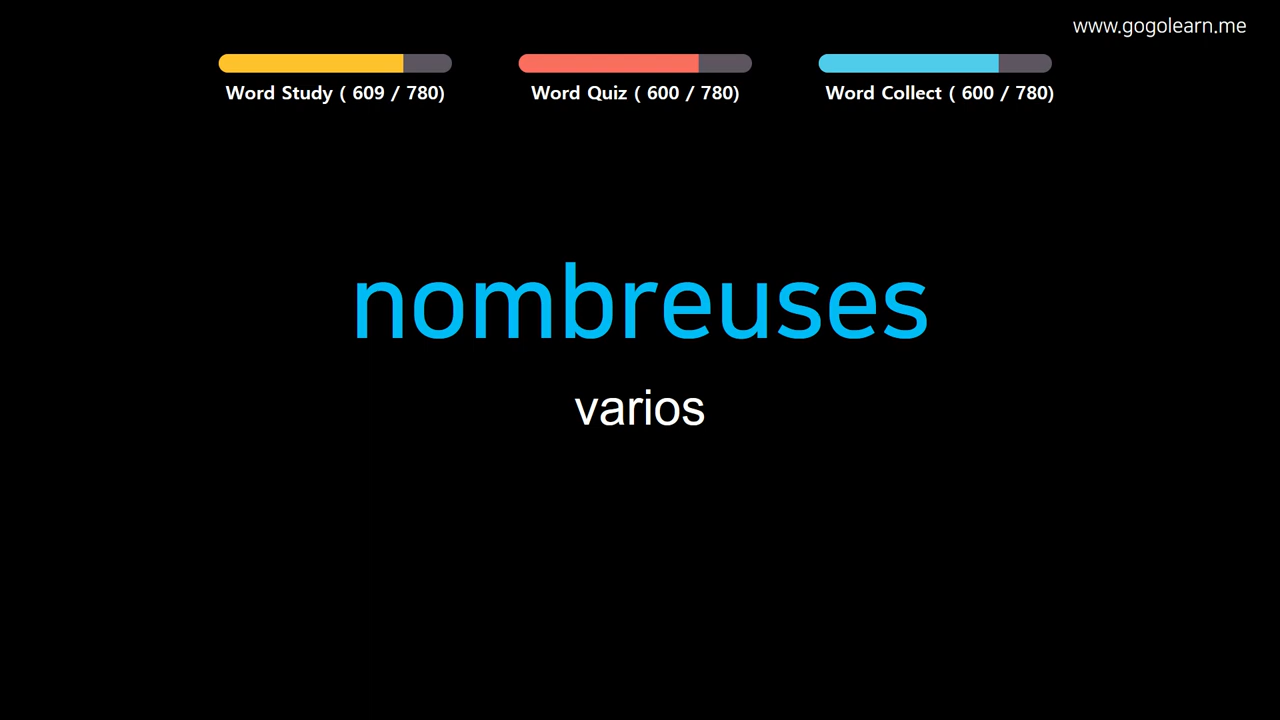 www.gogolearn.me
Word Study ( 609 / 780)
Word Quiz ( 600 / 780)
Word Collect ( 600 / 780)
nombreuses
varios